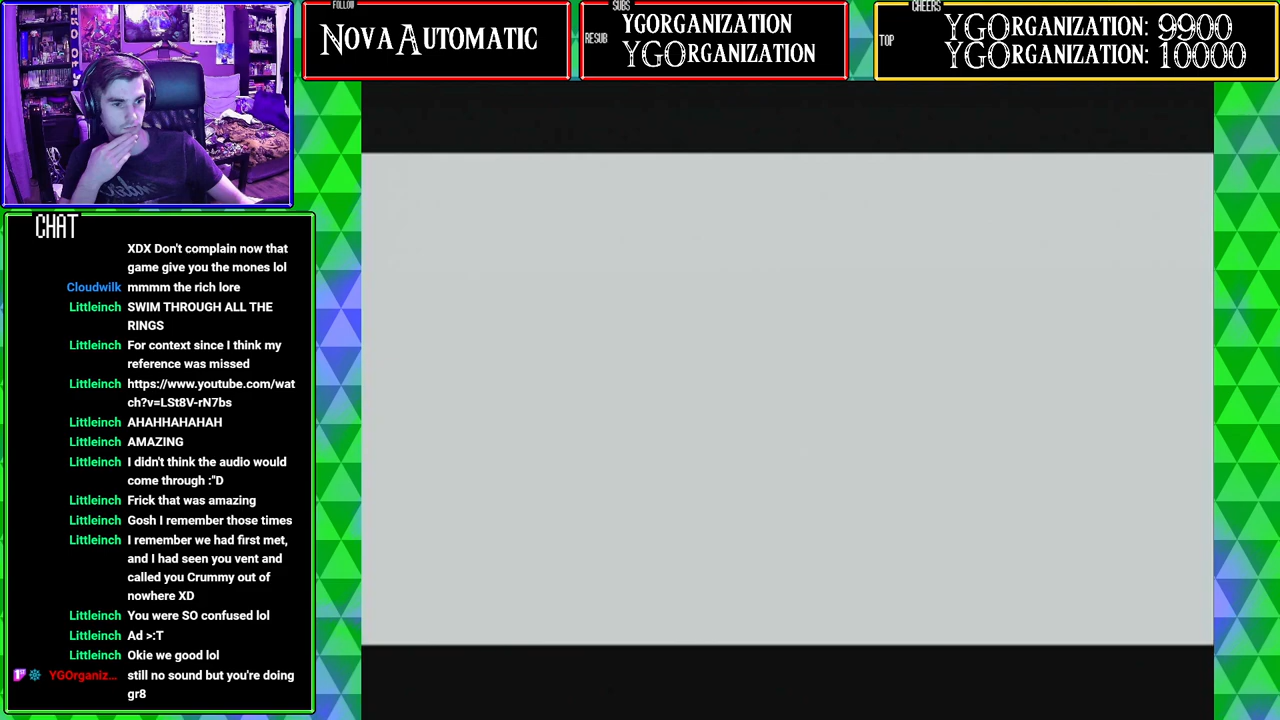 FOLLOW
NovaAutomatic
SUBS
RESUB
YGORGANIZATION
YGOrganization
CHEERS
TOP
YGOrganization: 9900
YGOrganization: 10000
CHAT
XDX Don't complain now that
game give you the mones lol
Cloudwilk mmmm the rich lore
Littleinch SWIM THROUGH ALL THE
RINGS
Littleinch For context since I think my
reference was missed
Littleinch https://www.youtube.com/wat
ch?v=LSt8V-rN7bs
Littleinch AHAHHAHAHAH
Littleinch AMAZING
Littleinch I didn't think the audio would
come through :"D
Littleinch Frick that was amazing
Littleinch Gosh I remember those times
Littleinch I remember we had first met,
and I had seen you vent and
called you Crummy out of
nowhere XD
Littleinch You were SO confused lol
Littleinch Ad >:T
Littleinch Okie we good lol
YGOrganiz... still no sound but you're doing
gr8